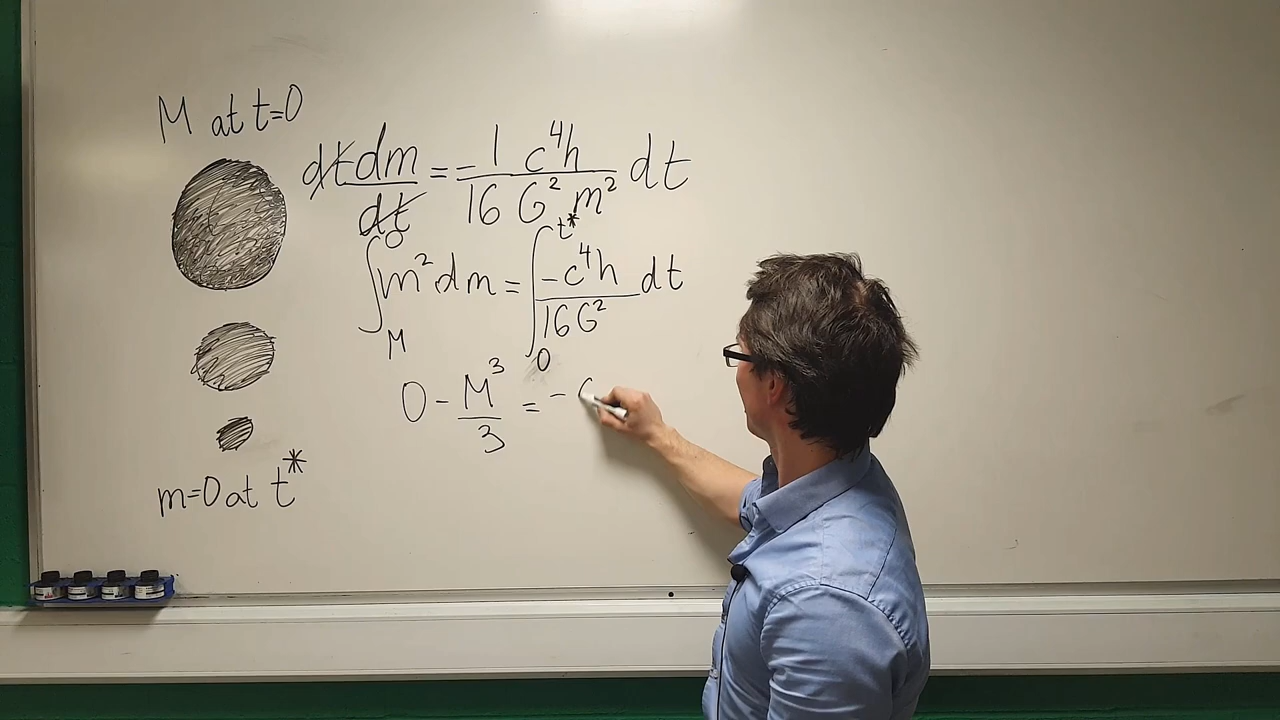 M at t=0
dt dm/dt = -1/16 c⁴h/G²m² dt
∫_M^0 m² dm = ∫_0^t* -c⁴h/16G² dt
0 - M³/3 = - c
m=0 at t*